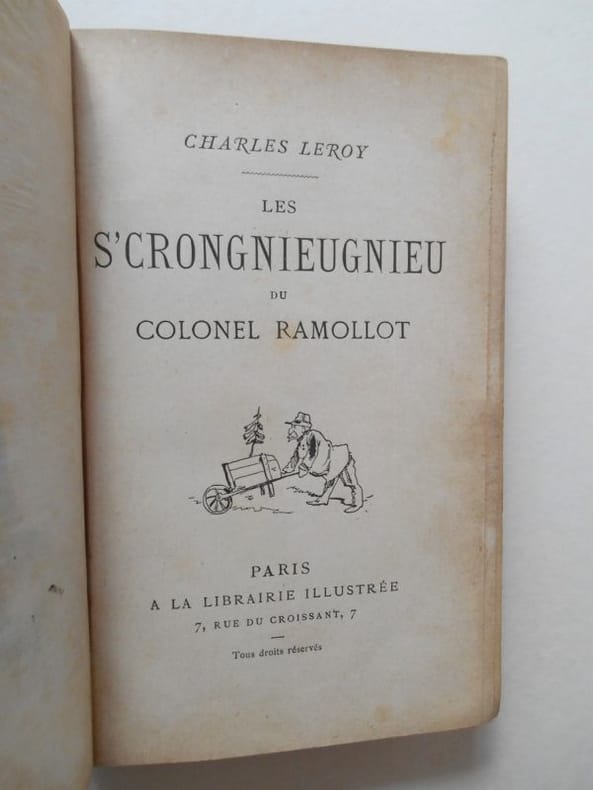 CHARLES LEROY
LES
S'CRONGNIEUGNIEU
DU
COLONEL RAMOLLOT
PARIS
A LA LIBRAIRIE ILLUSTRÉE
7, RUE DU CROISSANT, 7
Tous droits réservés